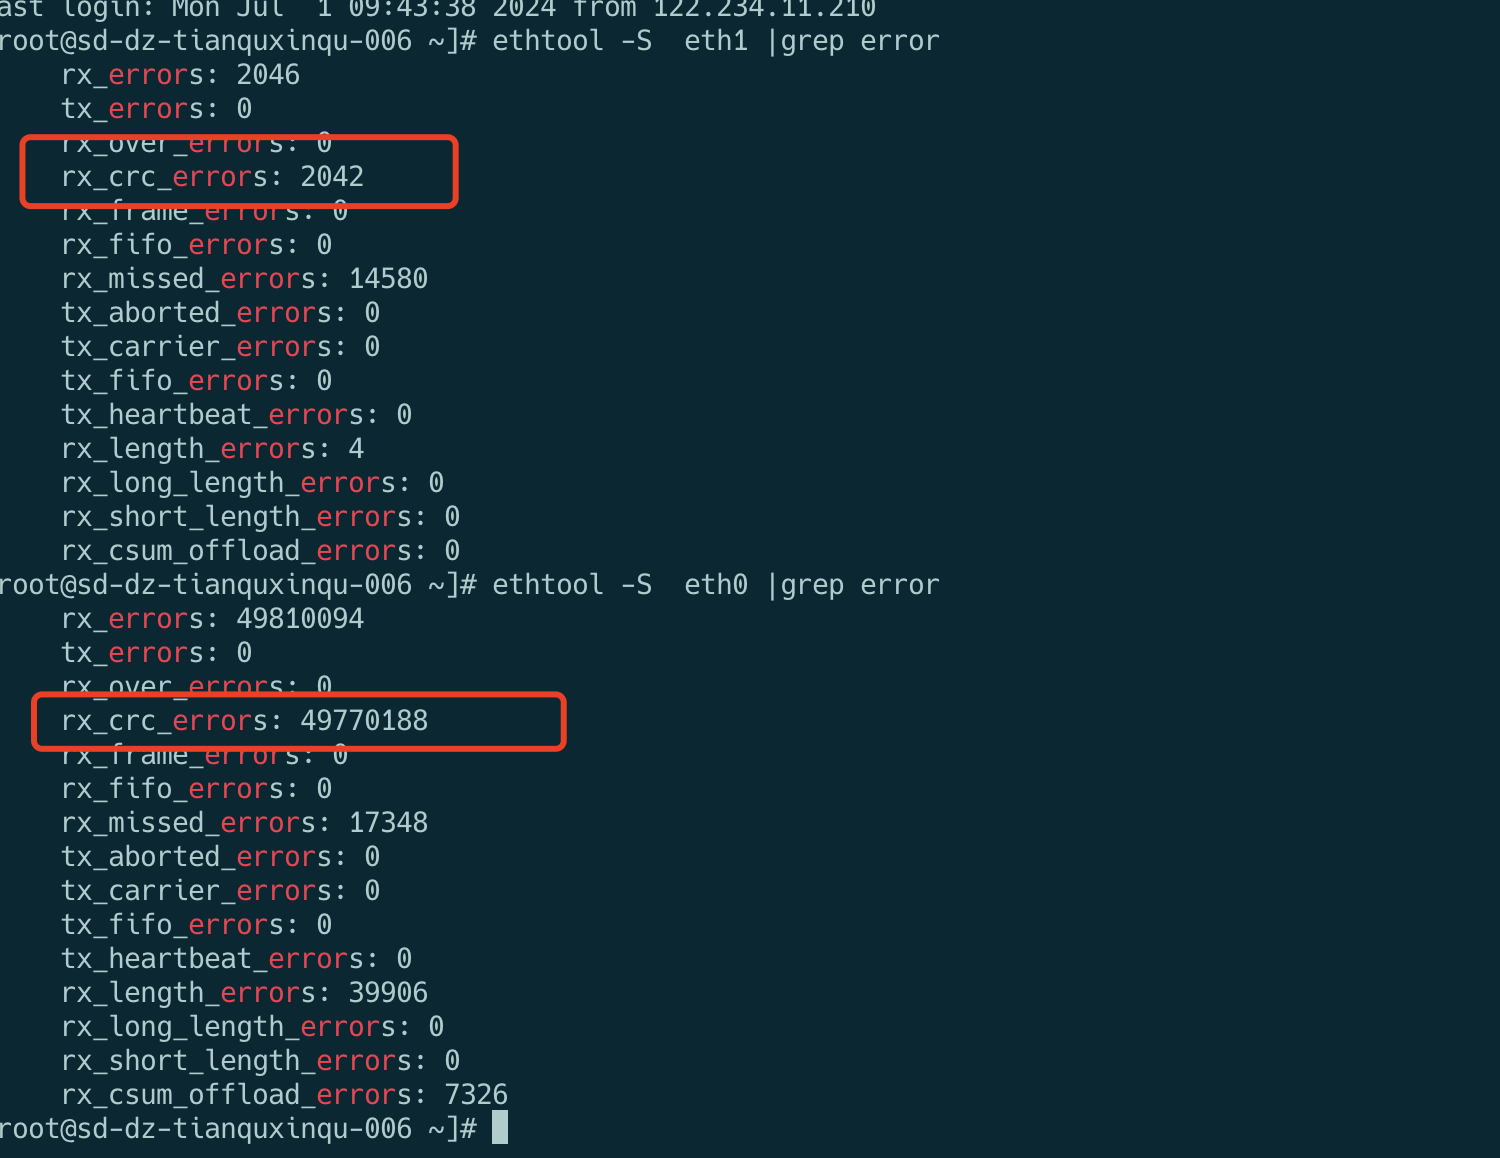 ast login: Mon Jul  1 09:43:38 2024 from 122.234.11.210
root@sd-dz-tianquxinqu-006 ~]# ethtool -S  eth1 |grep error
rx_errors: 2046
tx_errors: 0
rx_over_errors: 0
rx_crc_errors: 2042
rx_frame_errors: 0
rx_fifo_errors: 0
rx_missed_errors: 14580
tx_aborted_errors: 0
tx_carrier_errors: 0
tx_fifo_errors: 0
tx_heartbeat_errors: 0
rx_length_errors: 4
rx_long_length_errors: 0
rx_short_length_errors: 0
rx_csum_offload_errors: 0
root@sd-dz-tianquxinqu-006 ~]# ethtool -S  eth0 |grep error
rx_errors: 49810094
tx_errors: 0
rx_over_errors: 0
rx_crc_errors: 49770188
rx_frame_errors: 0
rx_fifo_errors: 0
rx_missed_errors: 17348
tx_aborted_errors: 0
tx_carrier_errors: 0
tx_fifo_errors: 0
tx_heartbeat_errors: 0
rx_length_errors: 39906
rx_long_length_errors: 0
rx_short_length_errors: 0
rx_csum_offload_errors: 7326
root@sd-dz-tianquxinqu-006 ~]#